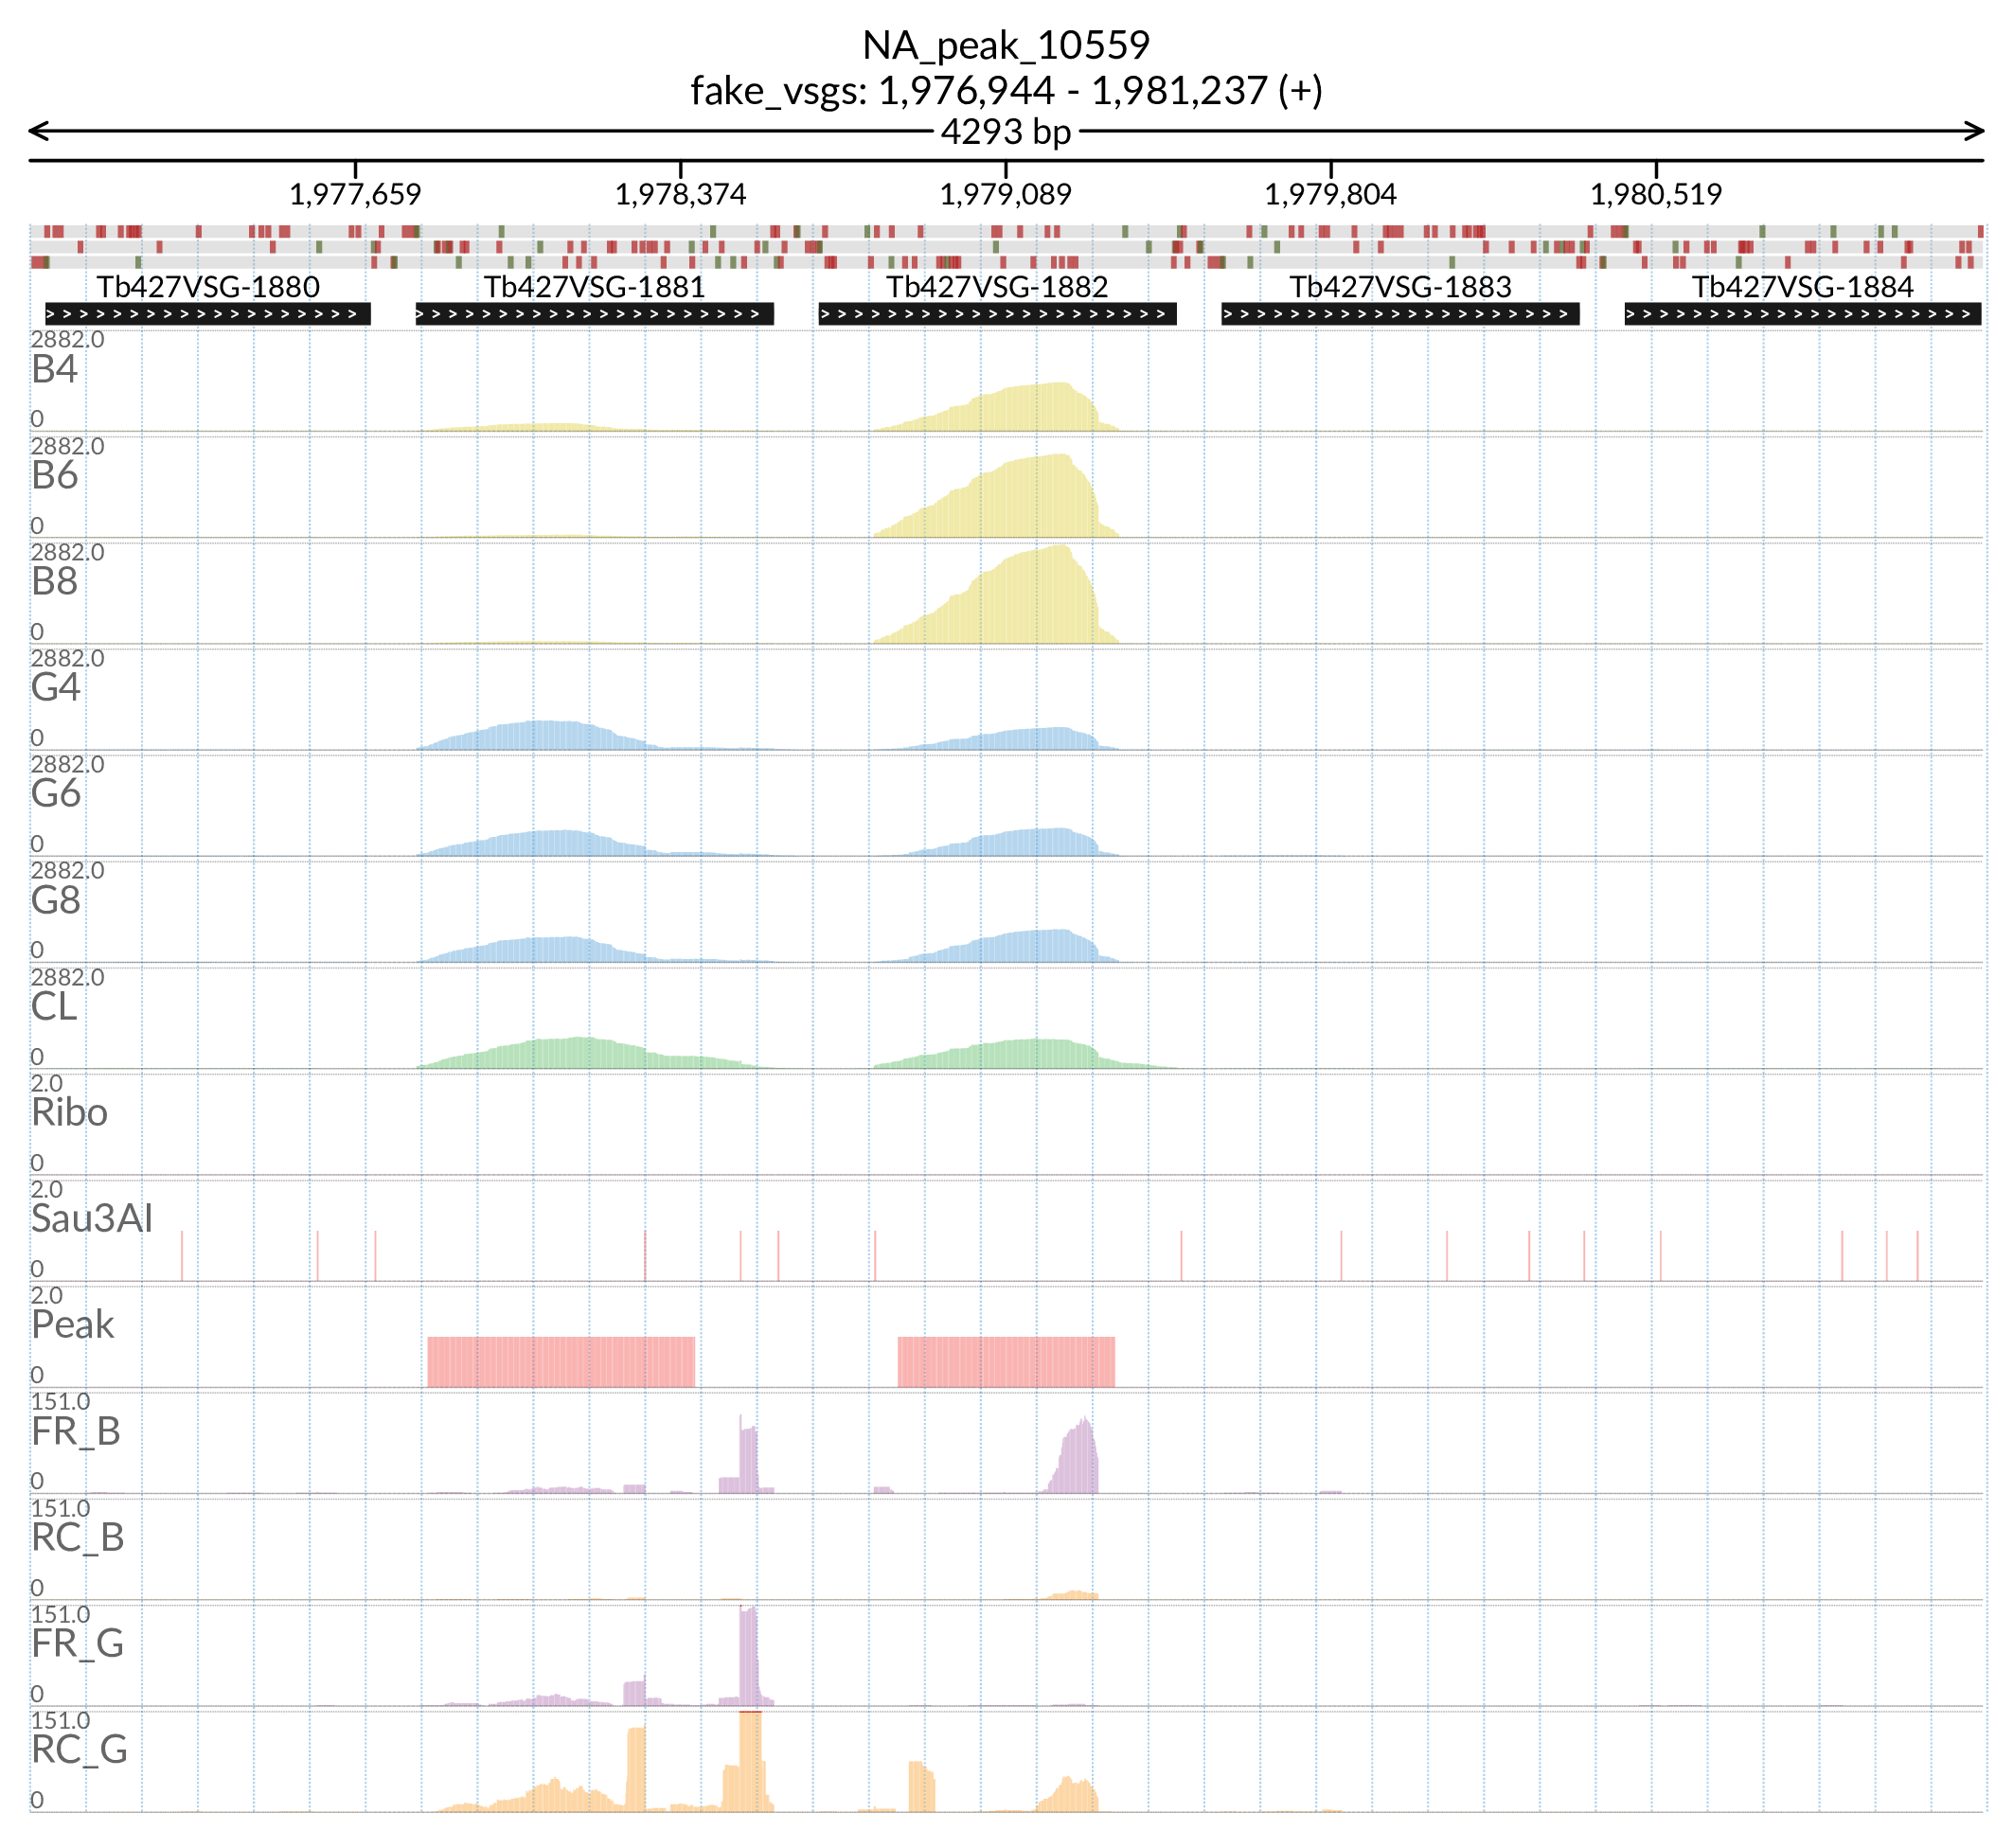 NA_peak_10559
fake_vsgs: 1,976,944 - 1,981,237 (+)
4293 bp
1,977,659 1,978,374 1,979,089 1,979,804 1,980,519
Tb427VSG-1880 Tb427VSG-1881 Tb427VSG-1882 Tb427VSG-1883 Tb427VSG-1884
2882.0
B4
0
2882.0
B6
0
2882.0
B8
0
2882.0
G4
0
2882.0
G6
0
2882.0
G8
0
2882.0
CL
0
2.0
Ribo
0
2.0
Sau3AI
0
2.0
Peak
0
151.0
FR_B
0
151.0
RC_B
0
151.0
FR_G
0
151.0
RC_G
0